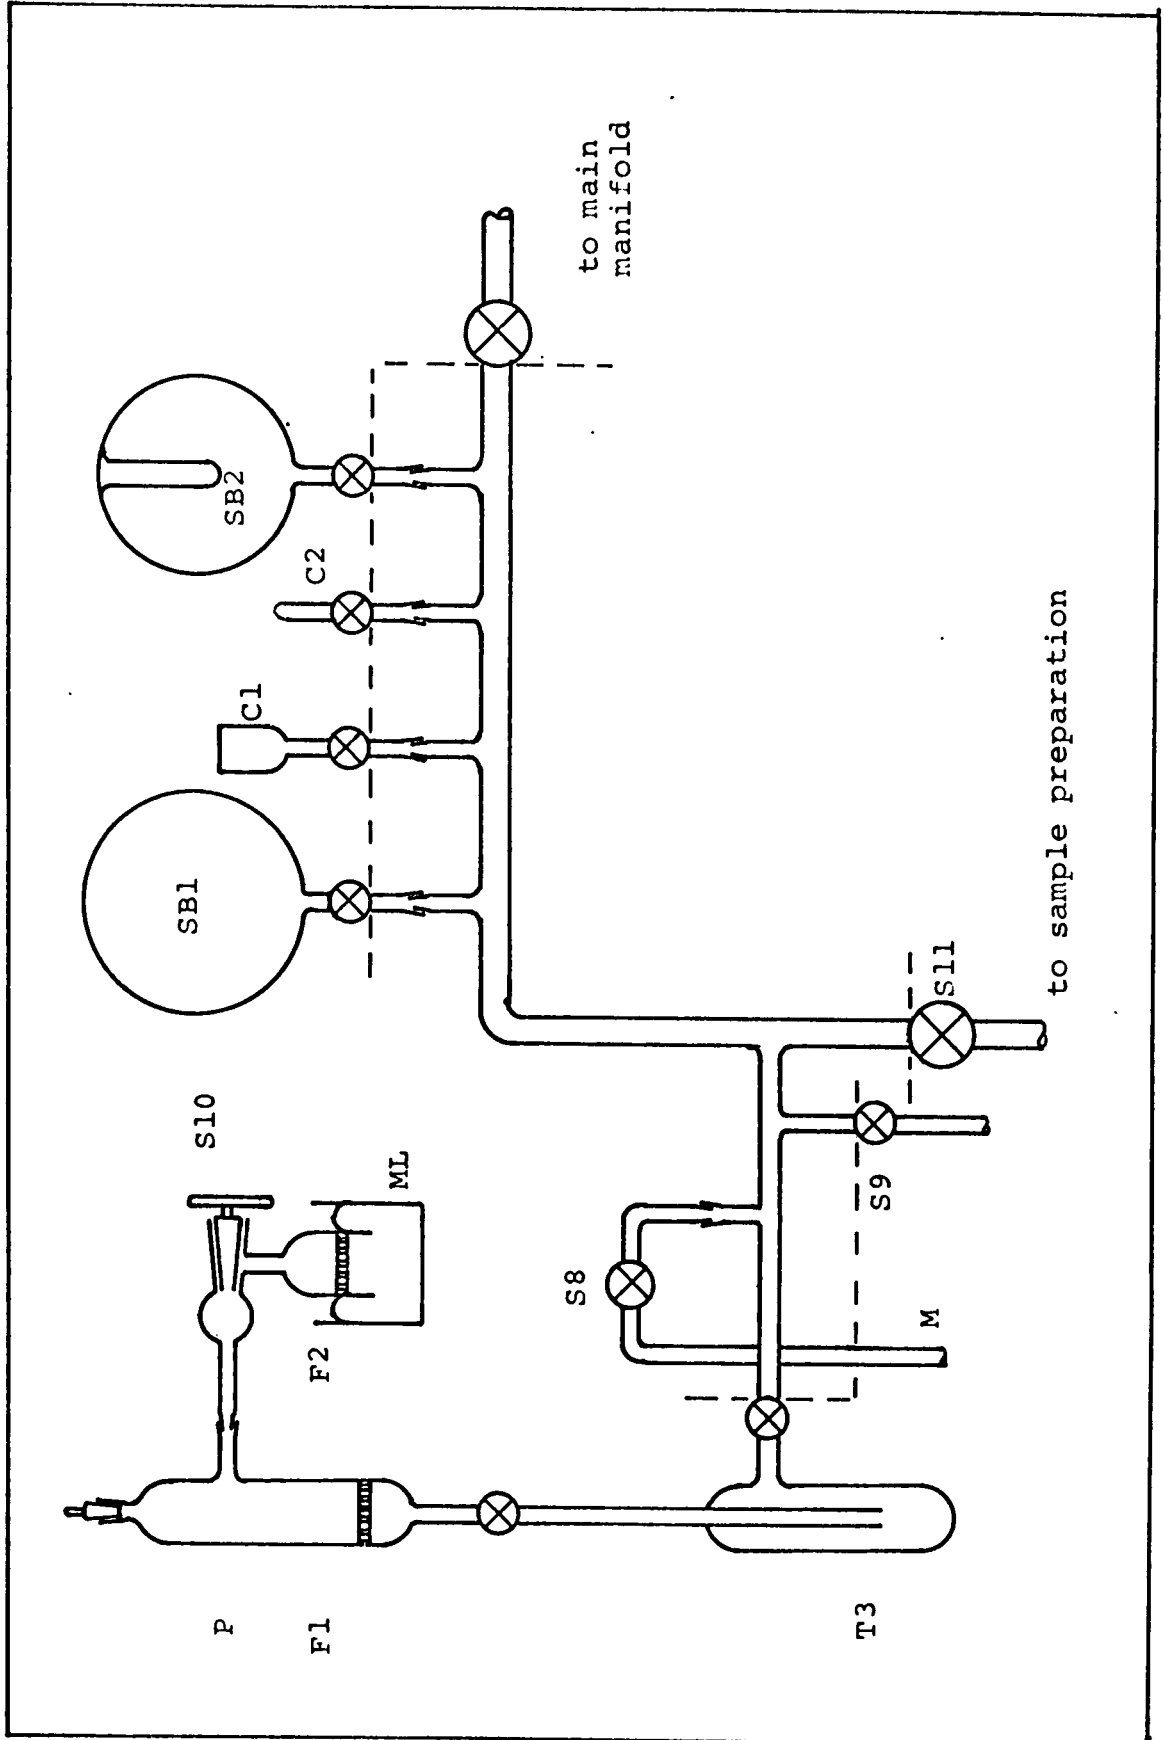 SB1
S10
P
SB2
C1
C2
F1
F2
ML
S8
to main
manifold
T3
S9
M
S11
to sample preparation